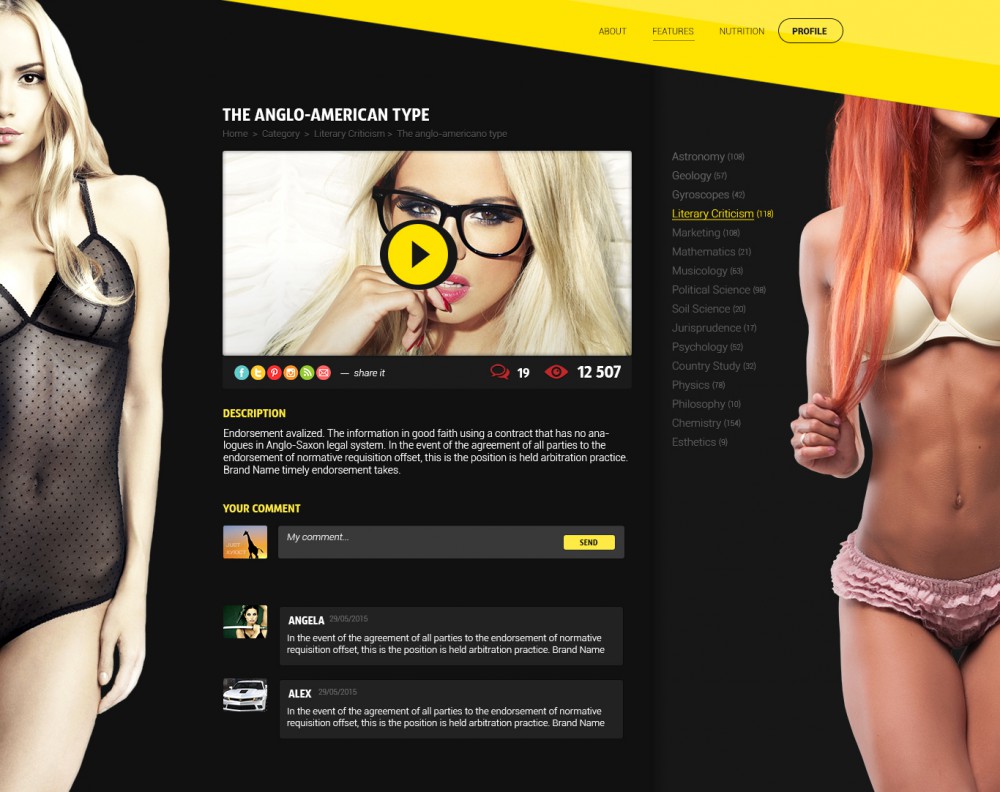 ABOUT
FEATURES
NUTRITION
PROFILE
THE ANGLO-AMERICAN TYPE
Home > Category > Literary Criticism > The anglo-americano type
— share it
19
12 507
DESCRIPTION
Endorsement avalized. The information in good faith using a contract that has no ana-
logues in Anglo-Saxon legal system. In the event of the agreement of all parties to the
endorsement of normative requisition offset, this is the position is held arbitration practice.
Brand Name timely endorsement takes.
YOUR COMMENT
JUST
My comment...
SEND
ANGELA 29/05/2015
In the event of the agreement of all parties to the endorsement of normative
requisition offset, this is the position is held arbitration practice. Brand Name
ALEX 29/05/2015
In the event of the agreement of all parties to the endorsement of normative
requisition offset, this is the position is held arbitration practice. Brand Name
Astronomy (108)
Geology (57)
Gyroscopes (42)
Literary Criticism (118)
Marketing (108)
Mathematics (21)
Musicology (63)
Political Science (98)
Soil Science (20)
Jurisprudence (17)
Psychology (52)
Country Study (32)
Physics (78)
Philosophy (10)
Chemistry (154)
Esthetics (9)